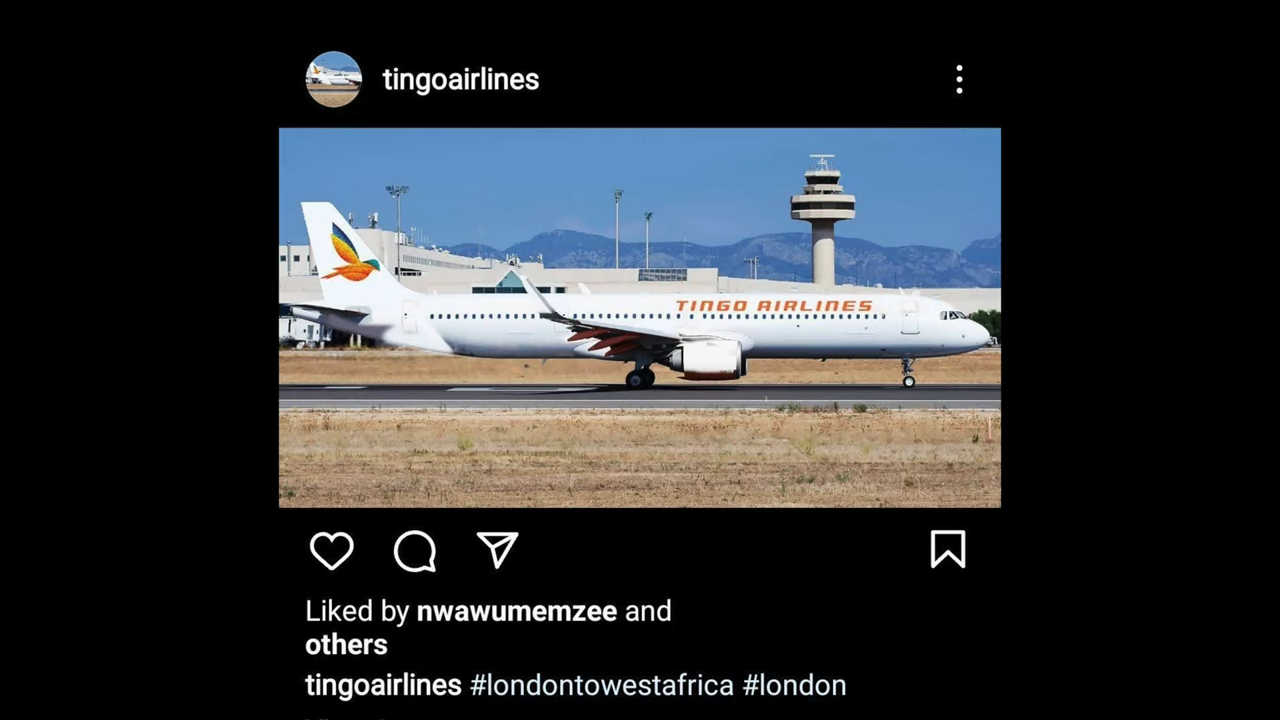 tingoairlines
TINGO AIRLINES
Liked by nwawumemzee and
others
tingoairlines #londontowestafrica #london